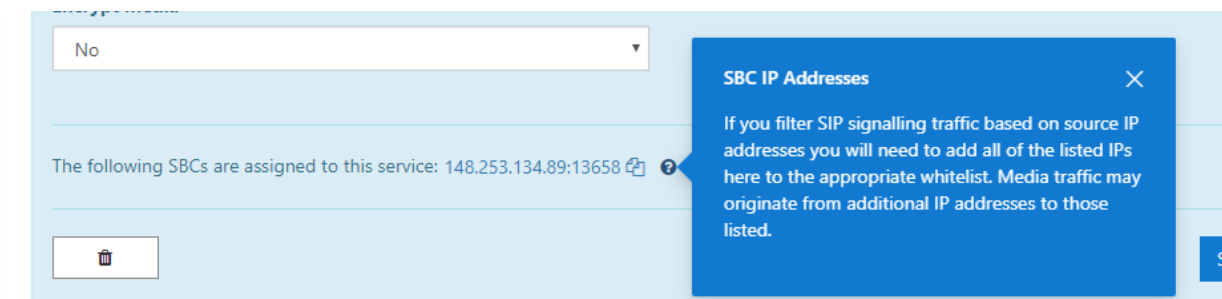 No
SBC IP Addresses
If you filter SIP signalling traffic based on source IP
addresses you will need to add all of the listed IPs
here to the appropriate whitelist. Media traffic may
originate from additional IP addresses to those
listed.
The following SBCs are assigned to this service: 148.253.134.89:13658